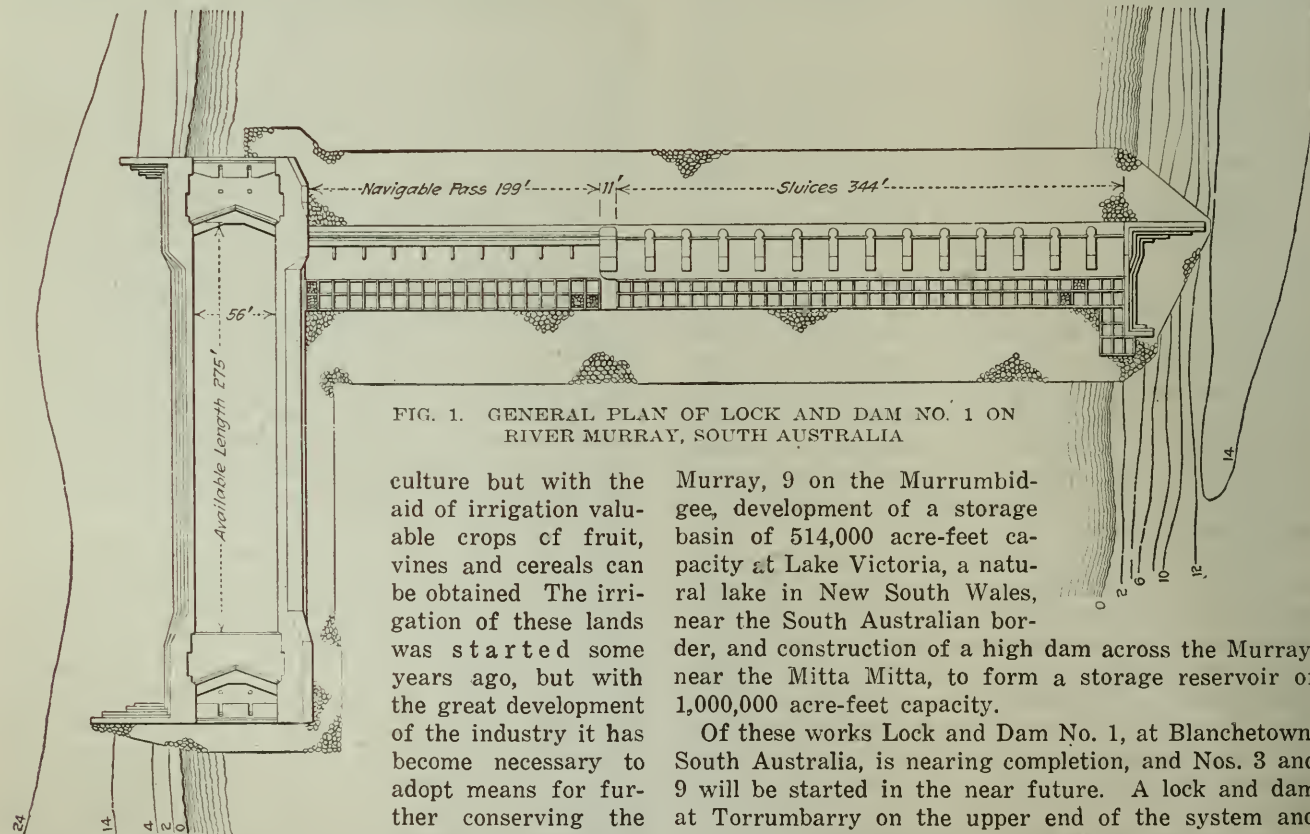 Navigable Pass 199'
11'
Sluices 344'
56'
Available Length 275'
14
0
2
6
10
12
24
14
4
2
0
FIG. 1. GENERAL PLAN OF LOCK AND DAM NO. 1 ON
RIVER MURRAY, SOUTH AUSTRALIA
culture but with the
aid of irrigation valu-
able crops of fruit,
vines and cereals can
be obtained The irri-
gation of these lands
was started some
years ago, but with
the great development
of the industry it has
become necessary to
adopt means for fur-
ther conserving the
Murray, 9 on the Murrumbid-
gee, development of a storage
basin of 514,000 acre-feet ca-
pacity at Lake Victoria, a natu-
ral lake in New South Wales,
near the South Australian bor-
der, and construction of a high dam across the Murray
near the Mitta Mitta, to form a storage reservoir of
1,000,000 acre-feet capacity.
Of these works Lock and Dam No. 1, at Blanchetown
South Australia, is nearing completion, and Nos. 3 and
9 will be started in the near future. A lock and dam
at Torrumbarry on the upper end of the system and